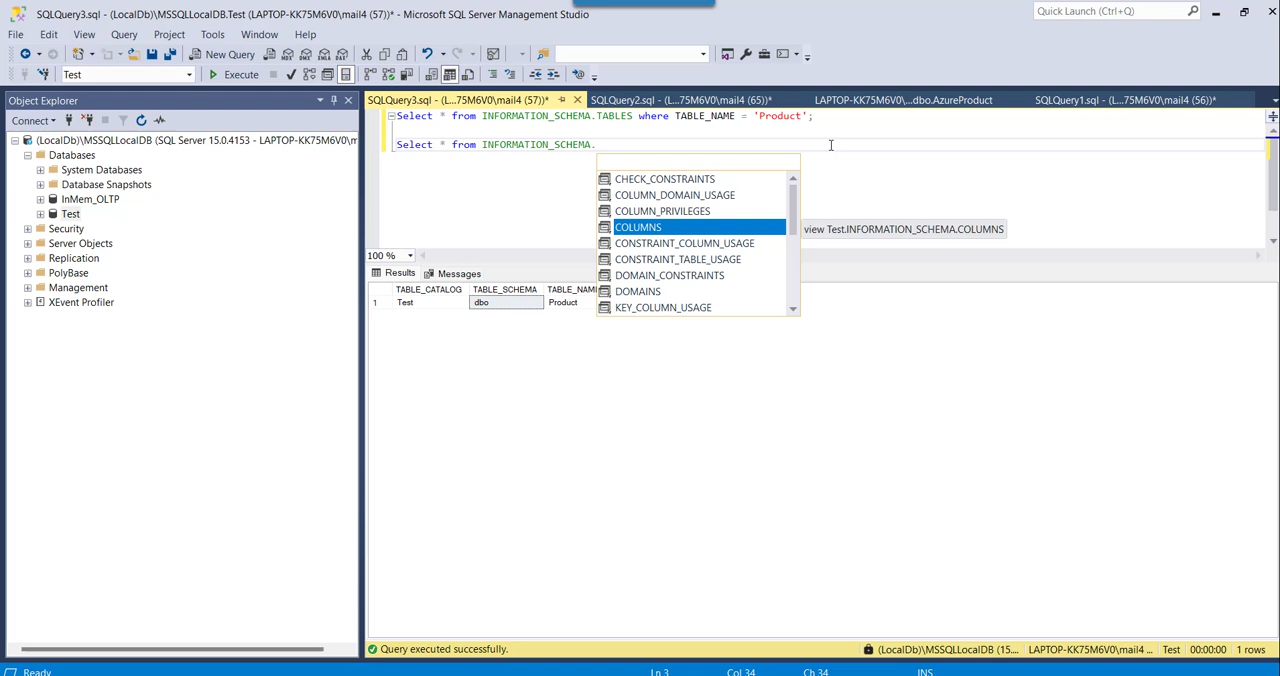 SQLQuery3.sql - (LocalDb)\MSSQLLocalDB.Test (LAPTOP-KK75M6V0\mail4 (57))* - Microsoft SQL Server Management Studio
Quick Launch (Ctrl+Q)
File Edit View Query Project Tools Window Help
New Query
Test Execute
Object Explorer
SQLQuery3.sql - (L...75M6V0\mail4 (57))* SQLQuery2.sql - (L...75M6V0\mail4 (65))* LAPTOP-KK75M6V0\...dbo.AzureProduct SQLQuery1.sql - (L...75M6V0\mail4 (56))*
Connect
(LocalDb)\MSSQLLocalDB (SQL Server 15.0.4153 - LAPTOP-KK75M6V0\m
Databases
System Databases
Database Snapshots
InMem_OLTP
Test
Security
Server Objects
Replication
PolyBase
Management
XEvent Profiler
Select * from INFORMATION_SCHEMA.TABLES where TABLE_NAME = 'Product';
Select * from INFORMATION_SCHEMA.
CHECK_CONSTRAINTS
COLUMN_DOMAIN_USAGE
COLUMN_PRIVILEGES
COLUMNS
view Test.INFORMATION_SCHEMA.COLUMNS
CONSTRAINT_COLUMN_USAGE
CONSTRAINT_TABLE_USAGE
DOMAIN_CONSTRAINTS
DOMAINS
KEY_COLUMN_USAGE
100 %
Results Messages
TABLE_CATALOG TABLE_SCHEMA TABLE_NAME
1 Test dbo Product
Query executed successfully.
(LocalDb)\MSSQLLocalDB (15.... LAPTOP-KK75M6V0\mail4 ... Test 00:00:00 1 rows
Ready Ln 3 Col 34 Ch 34 INS